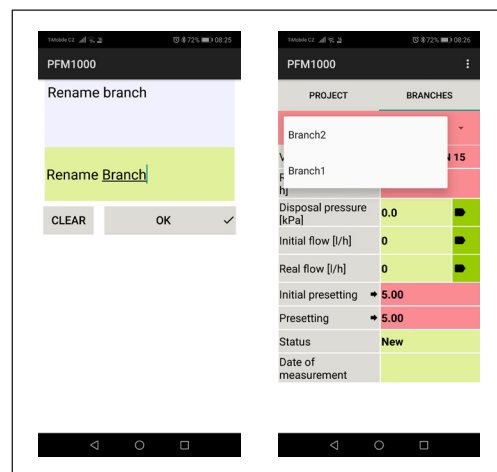 T-Mobile CZ 72% 08:25
PFM1000
Rename branch
Rename Branch
CLEAR OK
T-Mobile CZ 72% 08:26
PFM1000
PROJECT BRANCHES
Branch2
V 15
Branch1
h]
Disposal pressure
[kPa] 0.0
Initial flow [l/h] 0
Real flow [l/h] 0
Initial presetting 5.00
Presetting 5.00
Status New
Date of
measurement